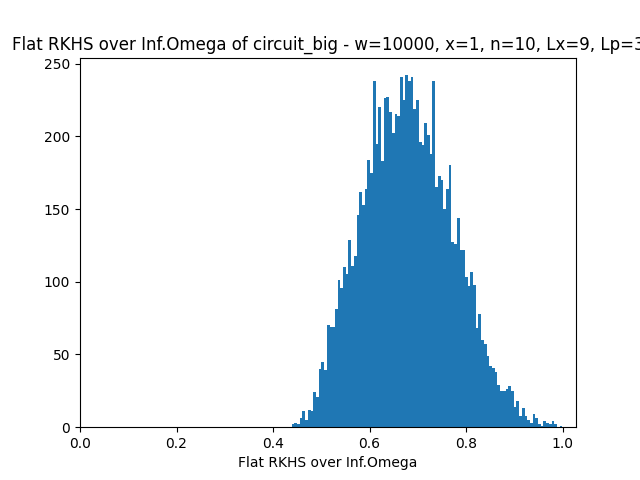 Flat RKHS over Inf.Omega of circuit_big - w=10000, x=1, n=10, Lx=9, Lp=3
250
200
150
100
50
0
0.0 0.2 0.4 0.6 0.8 1.0
Flat RKHS over Inf.Omega